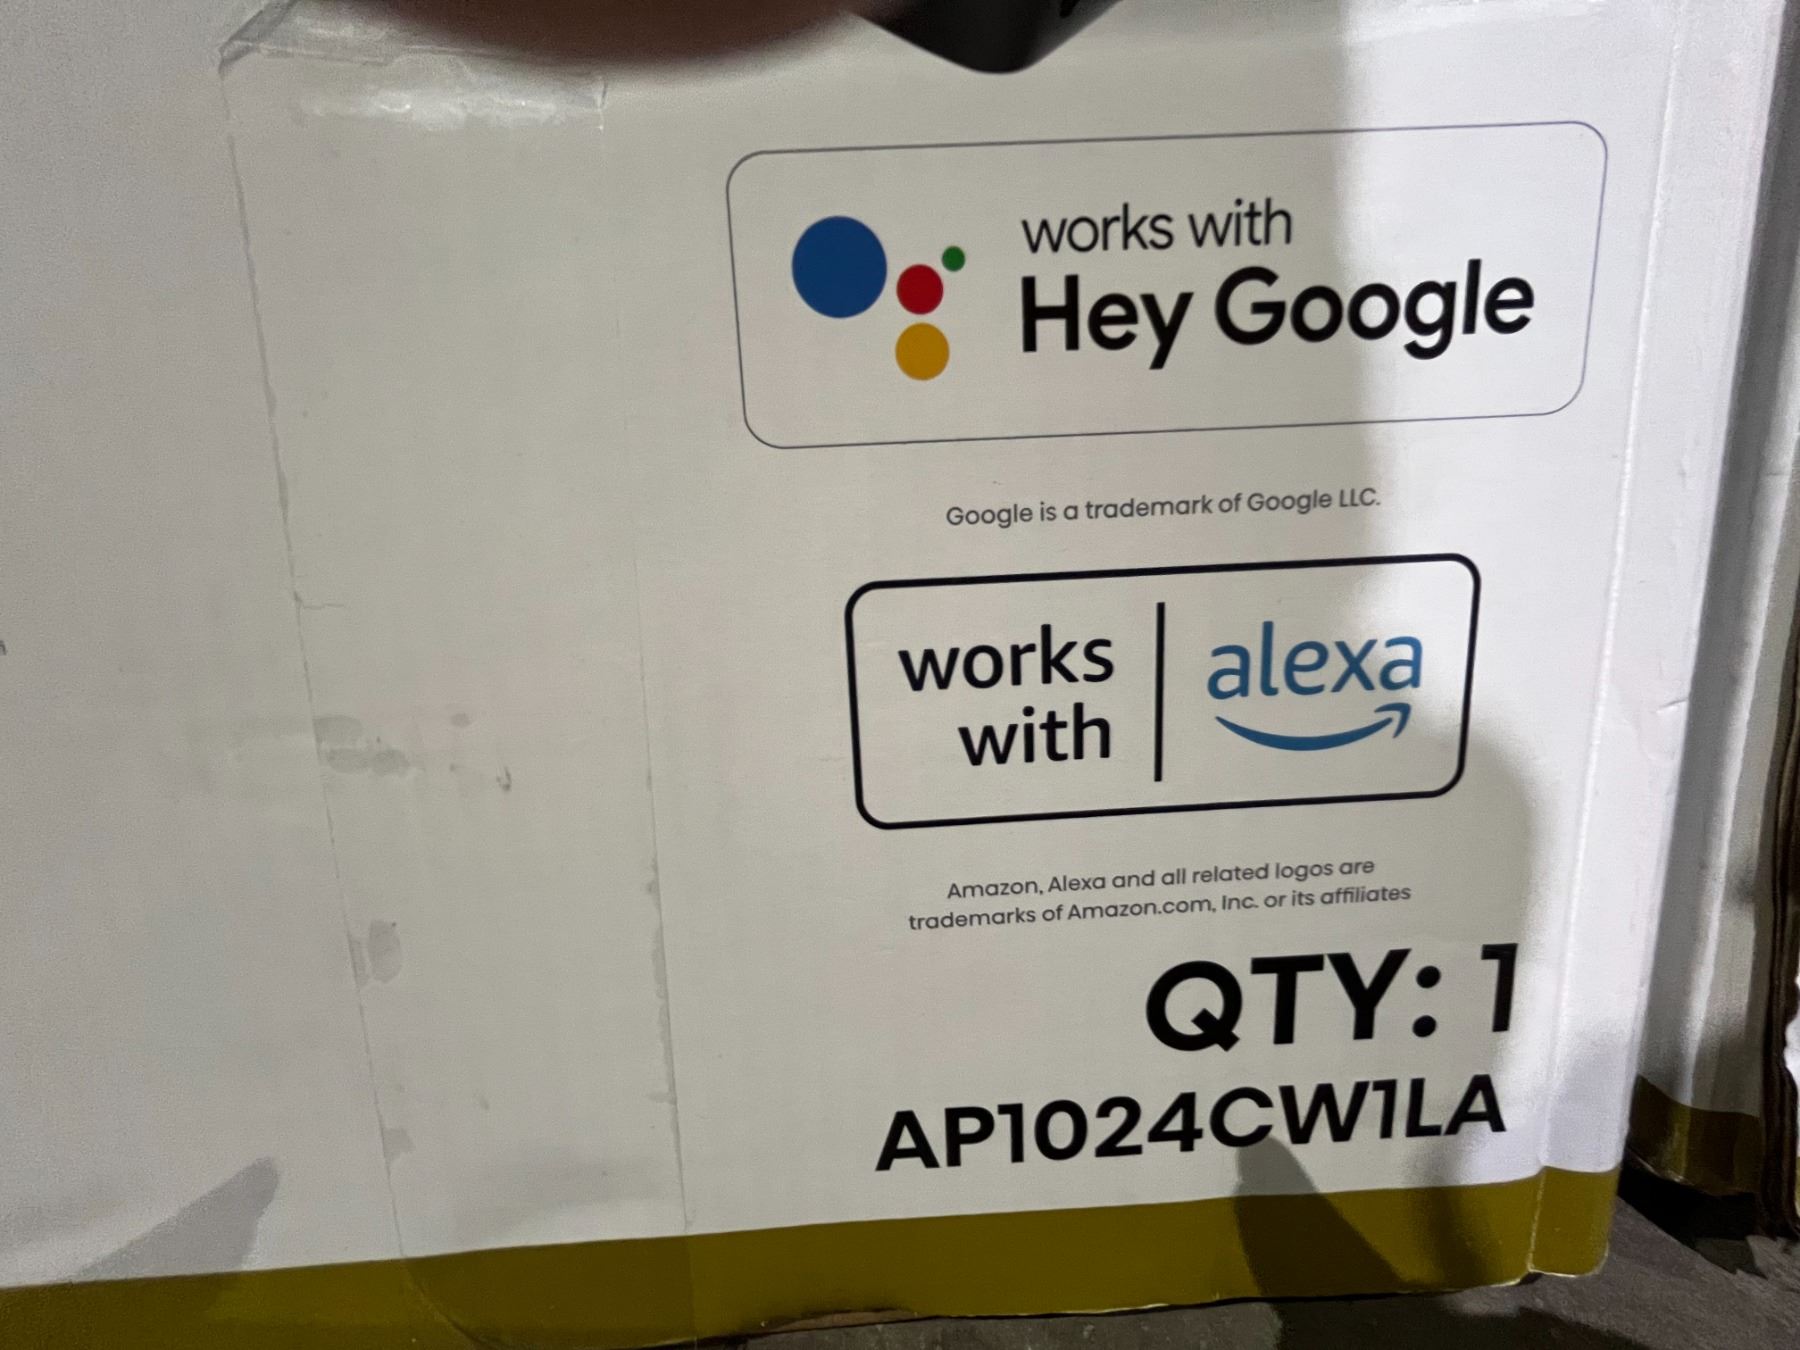 works with
Hey Google
Google is a trademark of Google LLC.
works
with
alexa
Amazon, Alexa and all related logos are
trademarks of Amazon.com, Inc. or its affiliates
QTY: 1
AP1024CW1LA